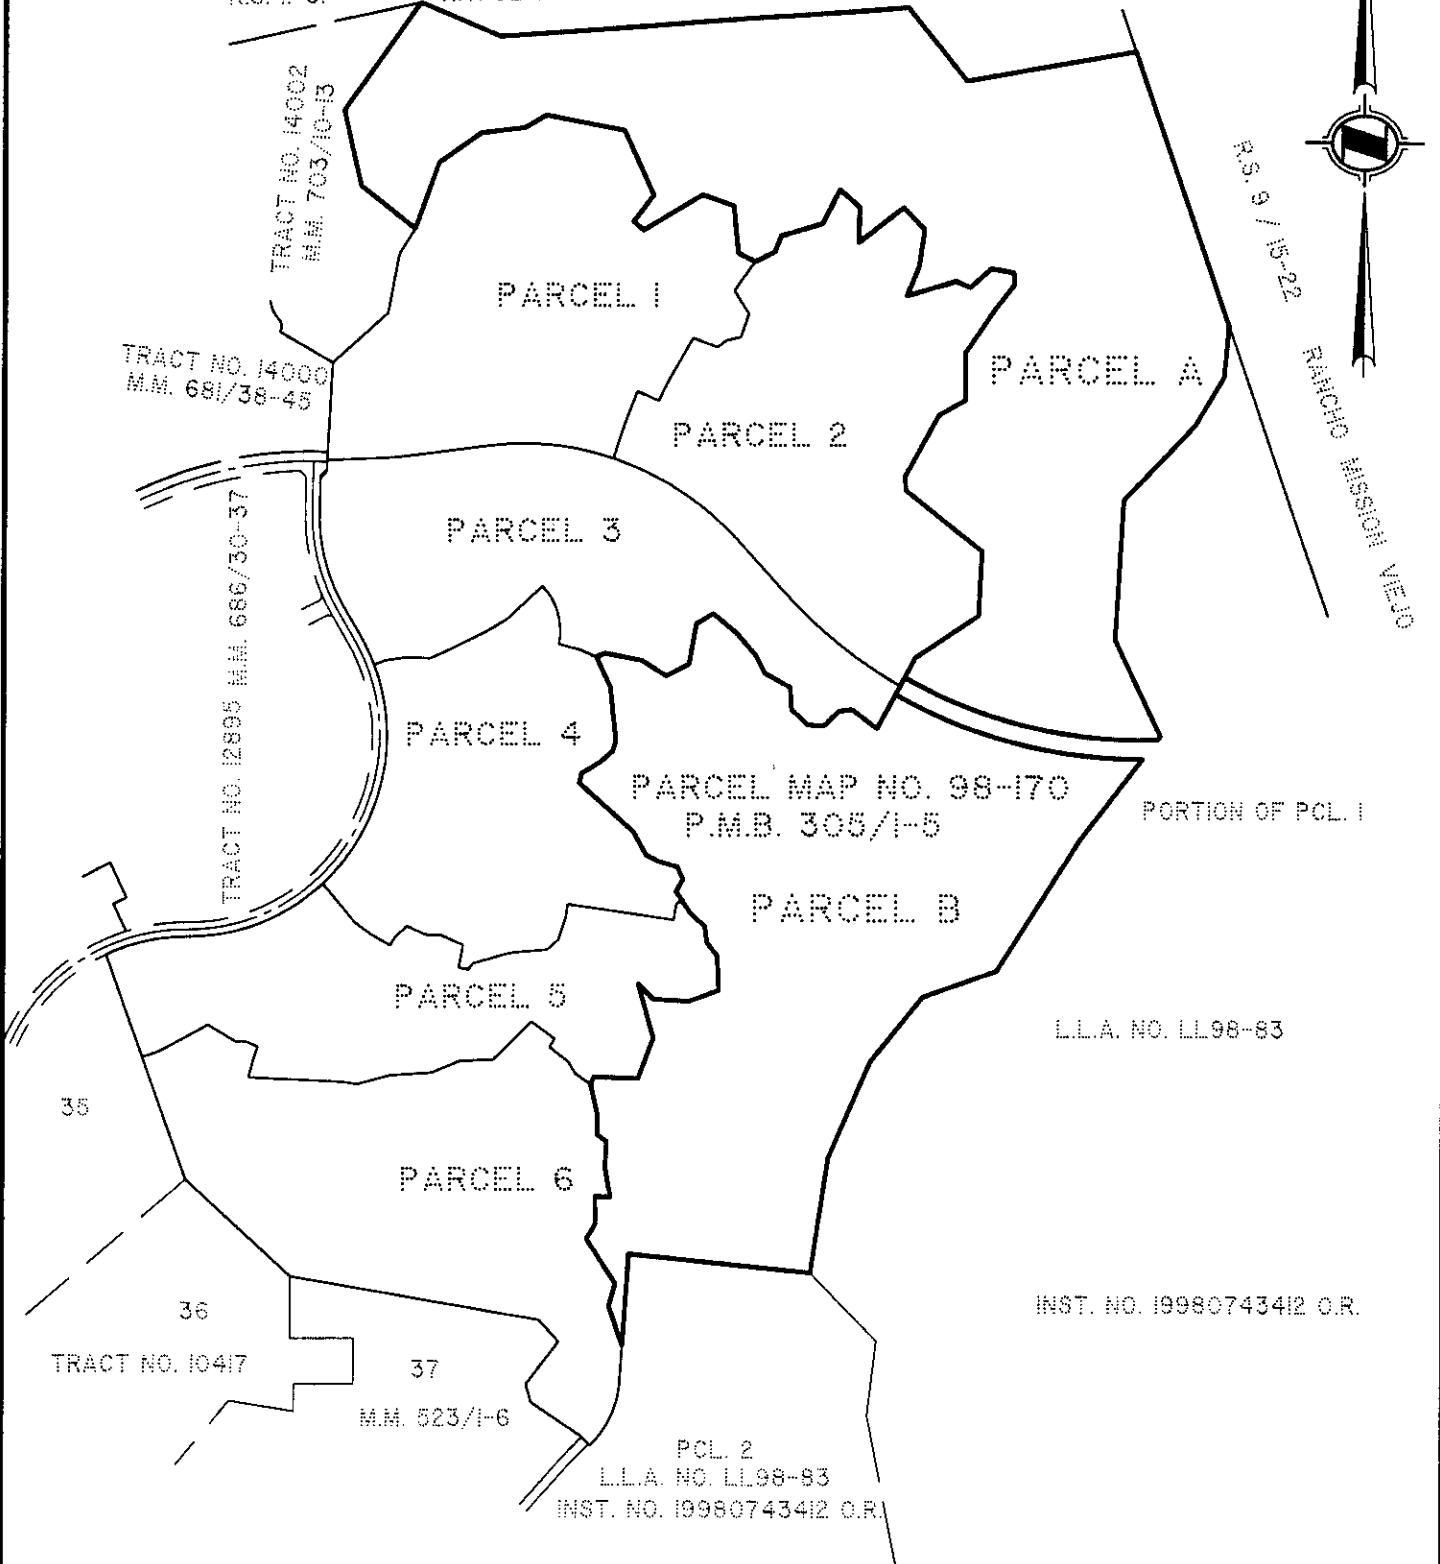 TRACT NO. 14002
M.M. 703/10-13
R.S. 9 / 15-22 RANCHO MISSION VIEJO
PARCEL 1
TRACT NO. 14000
M.M. 681/38-45
PARCEL A
PARCEL 2
PARCEL 3
TRACT NO. 12895 M.M. 686/30-37
PARCEL 4
PARCEL MAP NO. 98-170
P.M.B. 305/1-5
PORTION OF PCL. 1
PARCEL B
PARCEL 5
L.L.A. NO. LL98-83
35
PARCEL 6
INST. NO. 19980743412 O.R.
36
TRACT NO. 10417
37
M.M. 523/1-6
PCL. 2
L.L.A. NO. LL98-83
INST. NO. 19980743412 O.R.